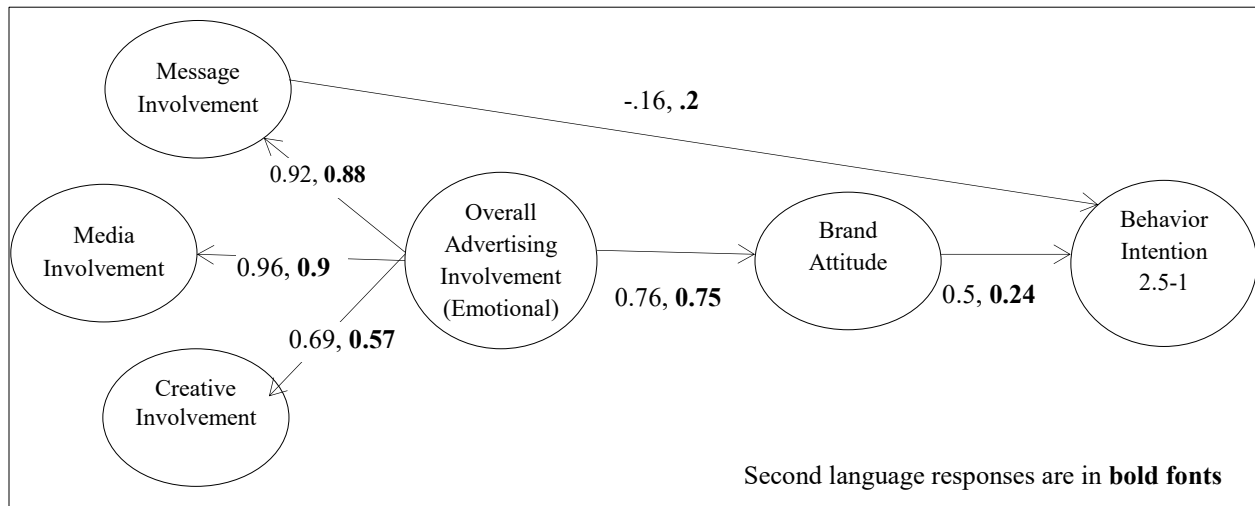 Message
Involvement
-.16, .2
0.92, 0.88
Media
Involvement
0.96, 0.9
Overall
Advertising
Involvement
(Emotional)
Brand
Attitude
Behavior
Intention
2.5-1
0.76, 0.75
0.5, 0.24
0.69, 0.57
Creative
Involvement
Second language responses are in bold fonts